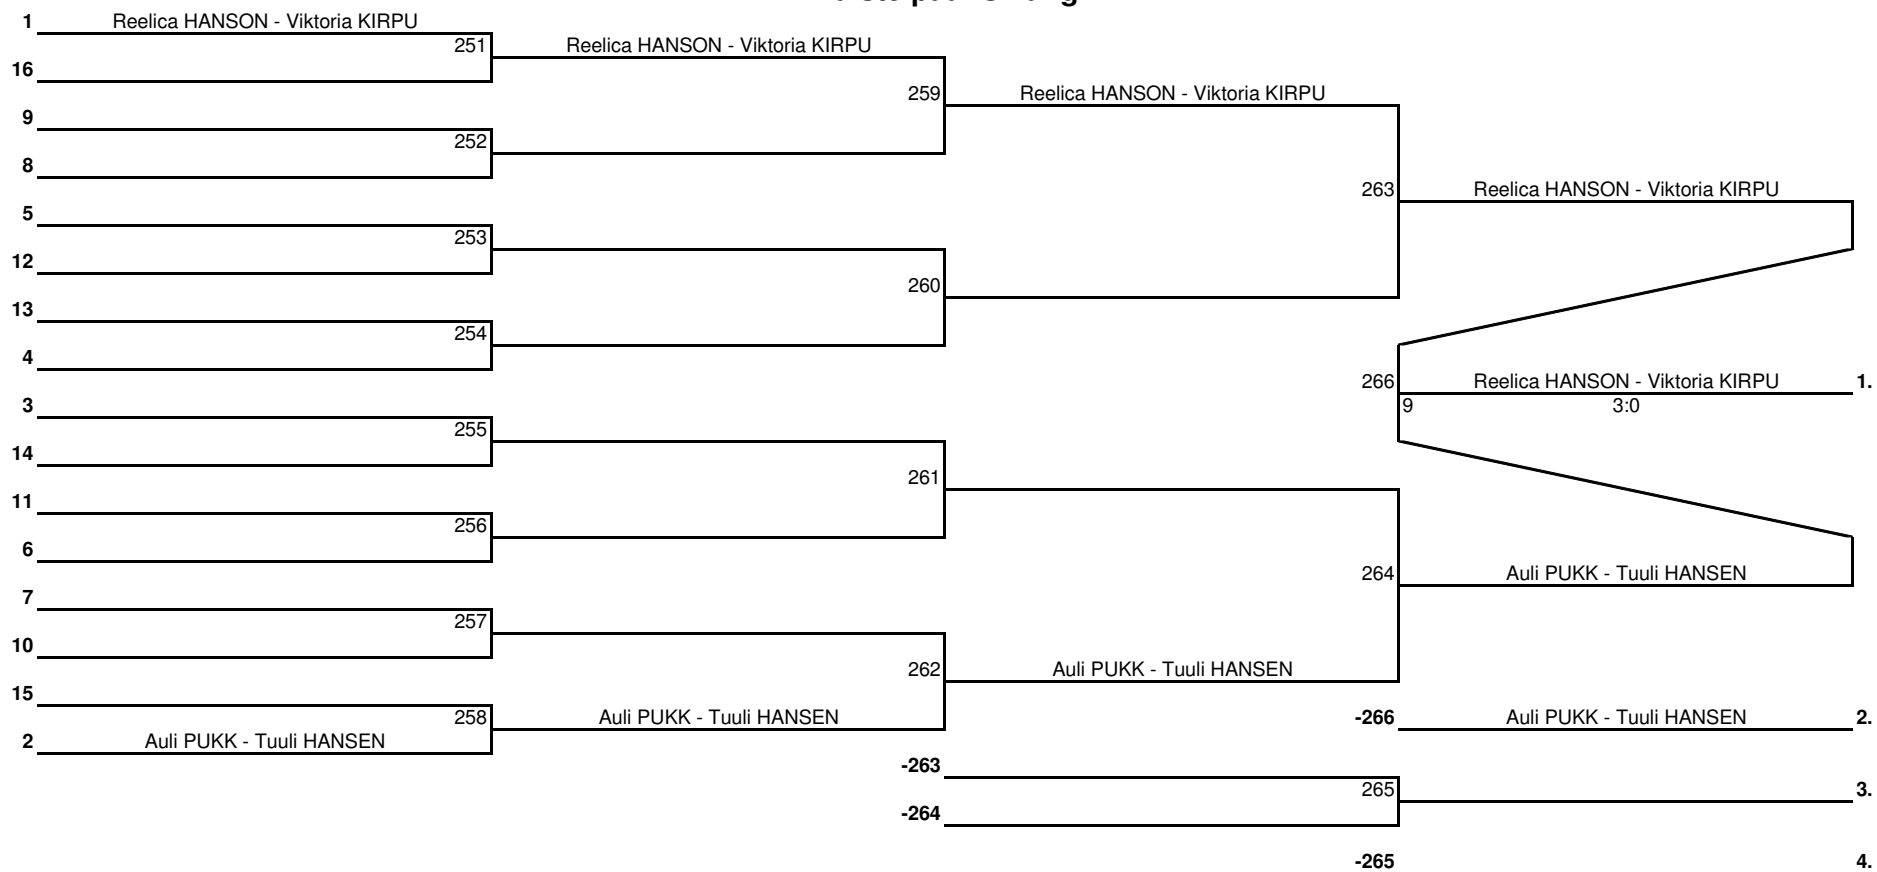 1 Reelica HANSON - Viktoria KIRPU
251 Reelica HANSON - Viktoria KIRPU
16
259 Reelica HANSON - Viktoria KIRPU
9
252
8
263 Reelica HANSON - Viktoria KIRPU
5
253
12
260
13
254
4
266 Reelica HANSON - Viktoria KIRPU 1.
9 3:0
3
255
14
261
11
256
6
264 Auli PUKK - Tuuli HANSEN
7
257
10
262 Auli PUKK - Tuuli HANSEN
15
258 Auli PUKK - Tuuli HANSEN
-266 Auli PUKK - Tuuli HANSEN 2.
2 Auli PUKK - Tuuli HANSEN
-263
265 3.
-264
-265 4.